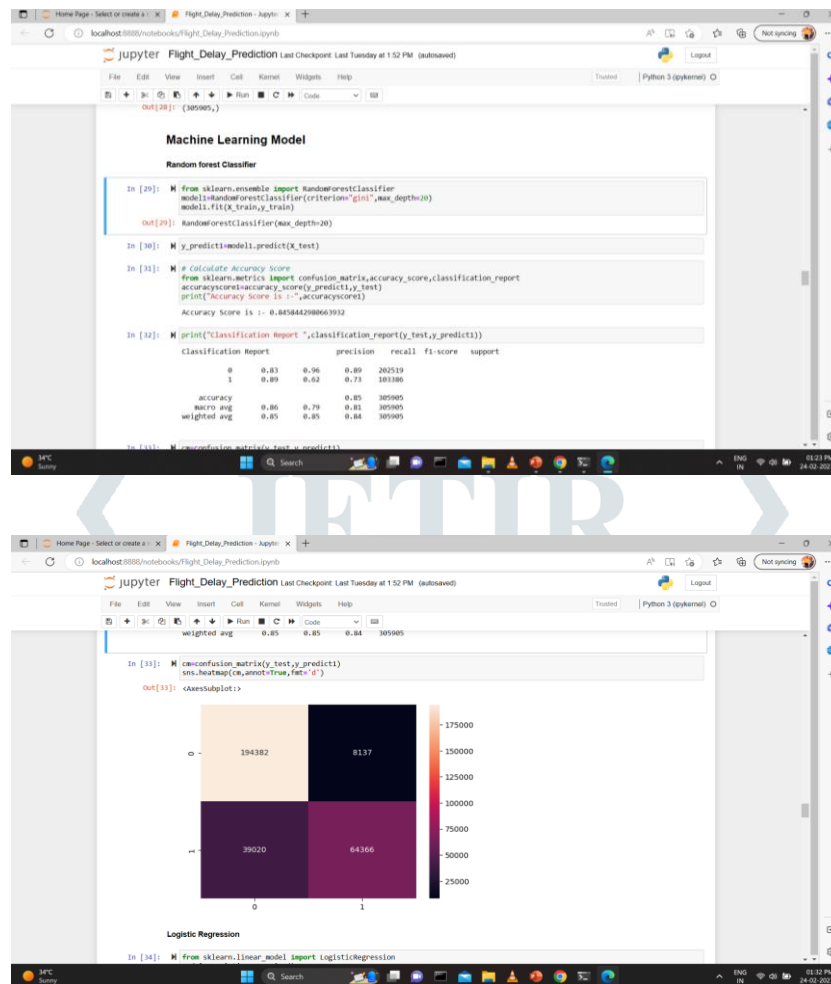 Home Page - Select or create a n
Flight_Delay_Prediction - Jupyter
localhost:8888/notebooks/Flight_Delay_Prediction.ipynb
Not syncing
jupyter Flight_Delay_Prediction Last Checkpoint: Last Tuesday at 1:52 PM (autosaved)
Logout
File Edit View Insert Cell Kernel Widgets Help
Trusted Python 3 (ipykernel)
Run Code
Out[28]: (305905,)
Machine Learning Model
Random forest Classifier
In [29]: from sklearn.ensemble import RandomForestClassifier
model1=RandomForestClassifier(criterion="gini",max_depth=20)
model1.fit(X_train,y_train)
Out[29]: RandomForestClassifier(max_depth=20)
In [30]: y_predict1=model1.predict(X_test)
In [31]: # Calculate Accuracy Score
from sklearn.metrics import confusion_matrix,accuracy_score,classification_report
accuracyscore1=accuracy_score(y_predict1,y_test)
print("Accuracy Score is :-",accuracyscore1)
Accuracy Score is :- 0.8458442980663932
In [32]: print("Classification Report ",classification_report(y_test,y_predict1))
Classification Report precision recall f1-score support
0 0.83 0.96 0.89 202519
1 0.89 0.62 0.73 103386
accuracy 0.85 305905
macro avg 0.86 0.79 0.81 305905
weighted avg 0.85 0.85 0.84 305905
In [33]: cm=confusion_matrix(y_test,y_predict1)
34°C
Sunny
Search
ENG
IN
01:23 PM
24-02-202
JETIR
Home Page - Select or create a n
Flight_Delay_Prediction - Jupyter
localhost:8888/notebooks/Flight_Delay_Prediction.ipynb
Not syncing
jupyter Flight_Delay_Prediction Last Checkpoint: Last Tuesday at 1:52 PM (autosaved)
Logout
File Edit View Insert Cell Kernel Widgets Help
Trusted Python 3 (ipykernel)
Run Code
weighted avg 0.85 0.85 0.84 305905
In [33]: cm=confusion_matrix(y_test,y_predict1)
sns.heatmap(cm,annot=True,fmt='d')
Out[33]: <AxesSubplot:>
175000
0 194382 8137
150000
125000
100000
75000
1 39020 64366
50000
25000
0 1
Logistic Regression
In [34]: from sklearn.linear_model import LogisticRegression
34°C
Sunny
Search
ENG
IN
01:32 PM
24-02-202